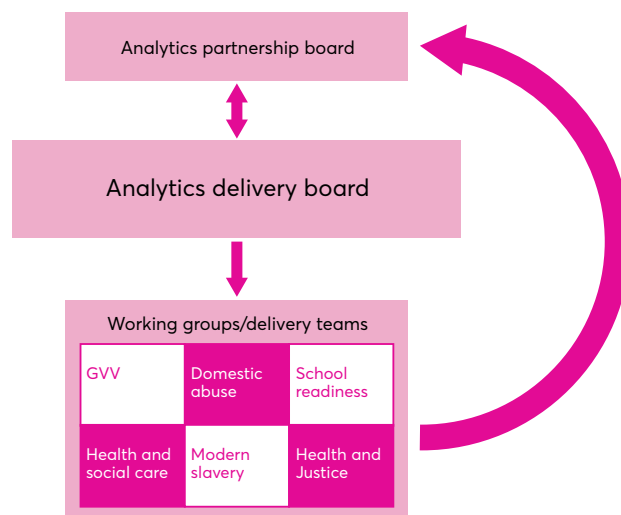 Analytics partnership board
Analytics delivery board
Working groups/delivery teams
GVV
Domestic
abuse
School
readiness
Health and
social care
Modern
slavery
Health and
Justice